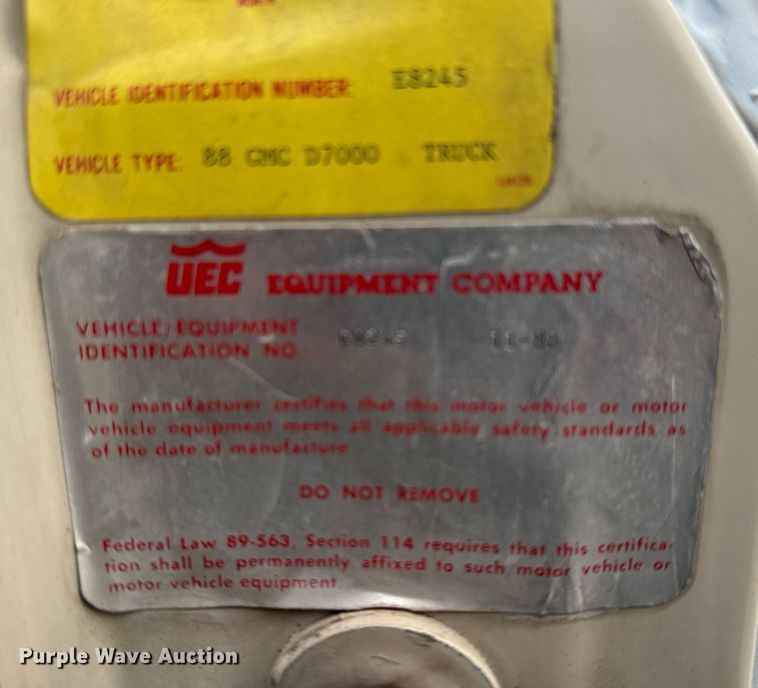 VEHICLE IDENTIFICATION NUMBER: E8245
VEHICLE TYPE: 88 GMC D7000 TRUCK
UEC EQUIPMENT COMPANY
VEHICLE/EQUIPMENT
IDENTIFICATION NO.
The manufacturer certifies that this motor vehicle or motor
vehicle equipment meets all applicable safety standards as
of the date of manufacture
DO NOT REMOVE
Federal Law 89-563, Section 114 requires that this certifica-
tion shall be permanently affixed to such motor vehicle or
motor vehicle equipment.
Purple Wave Auction